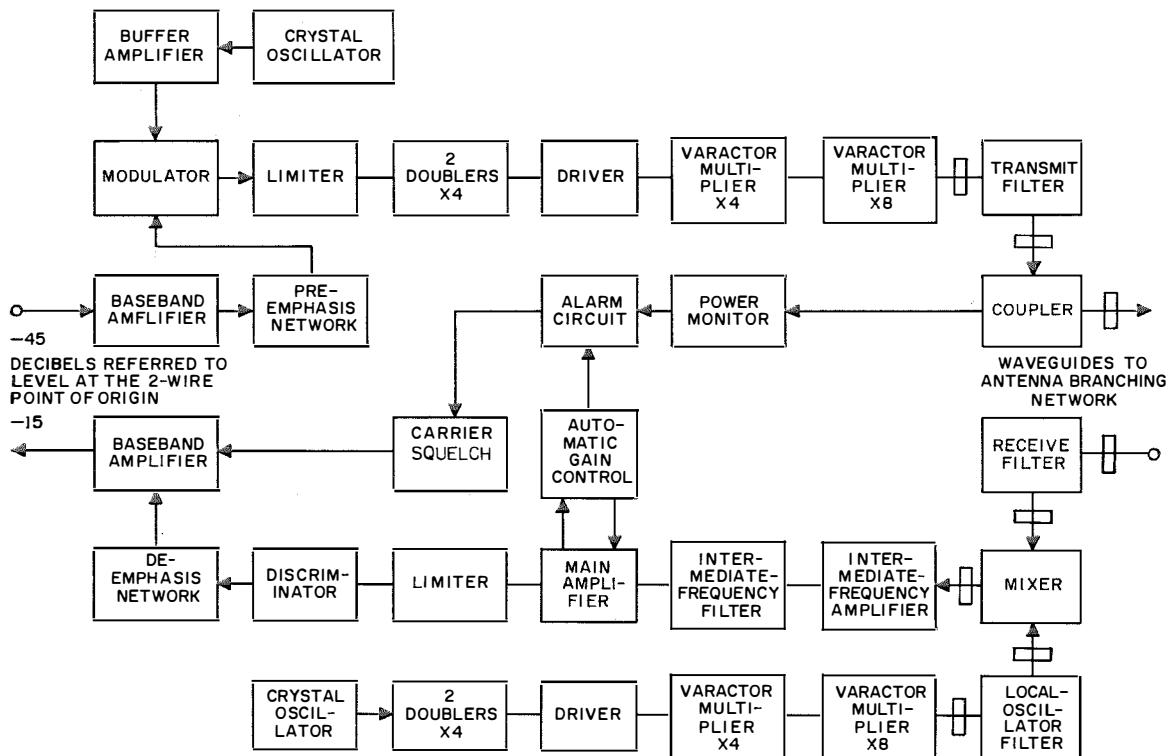 BUFFER
AMPLIFIER
CRYSTAL
OSCILLATOR
MODULATOR
LIMITER
2
DOUBLERS
X4
DRIVER
VARACTOR
MULTI-
PLIER
X4
VARACTOR
MULTI-
PLIER
X8
TRANSMIT
FILTER
BASEBAND
AMFLIFIER
PRE-
EMPHASIS
NETWORK
ALARM
CIRCUIT
POWER
MONITOR
COUPLER
−45
DECIBELS REFERRED TO
LEVEL AT THE 2-WIRE
POINT OF ORIGIN
−15
WAVEGUIDES TO
ANTENNA BRANCHING
NETWORK
BASEBAND
AMPLIFIER
CARRIER
SQUELCH
AUTO-
MATIC
GAIN
CONTROL
RECEIVE
FILTER
DE-
EMPHASIS
NETWORK
DISCRIM-
INATOR
LIMITER
MAIN
AMPLI-
FIER
INTER-
MEDIATE-
FREQUENCY
FILTER
INTER-
MEDIATE-
FREQUENCY
AMPLIFIER
MIXER
CRYSTAL
OSCIL-
LATOR
2
DOUBLERS
X4
DRIVER
VARACTOR
MULTI-
PLIER
X4
VARACTOR
MULTI-
PLIER
X8
LOCAL-
OSCIL-
LATOR
FILTER